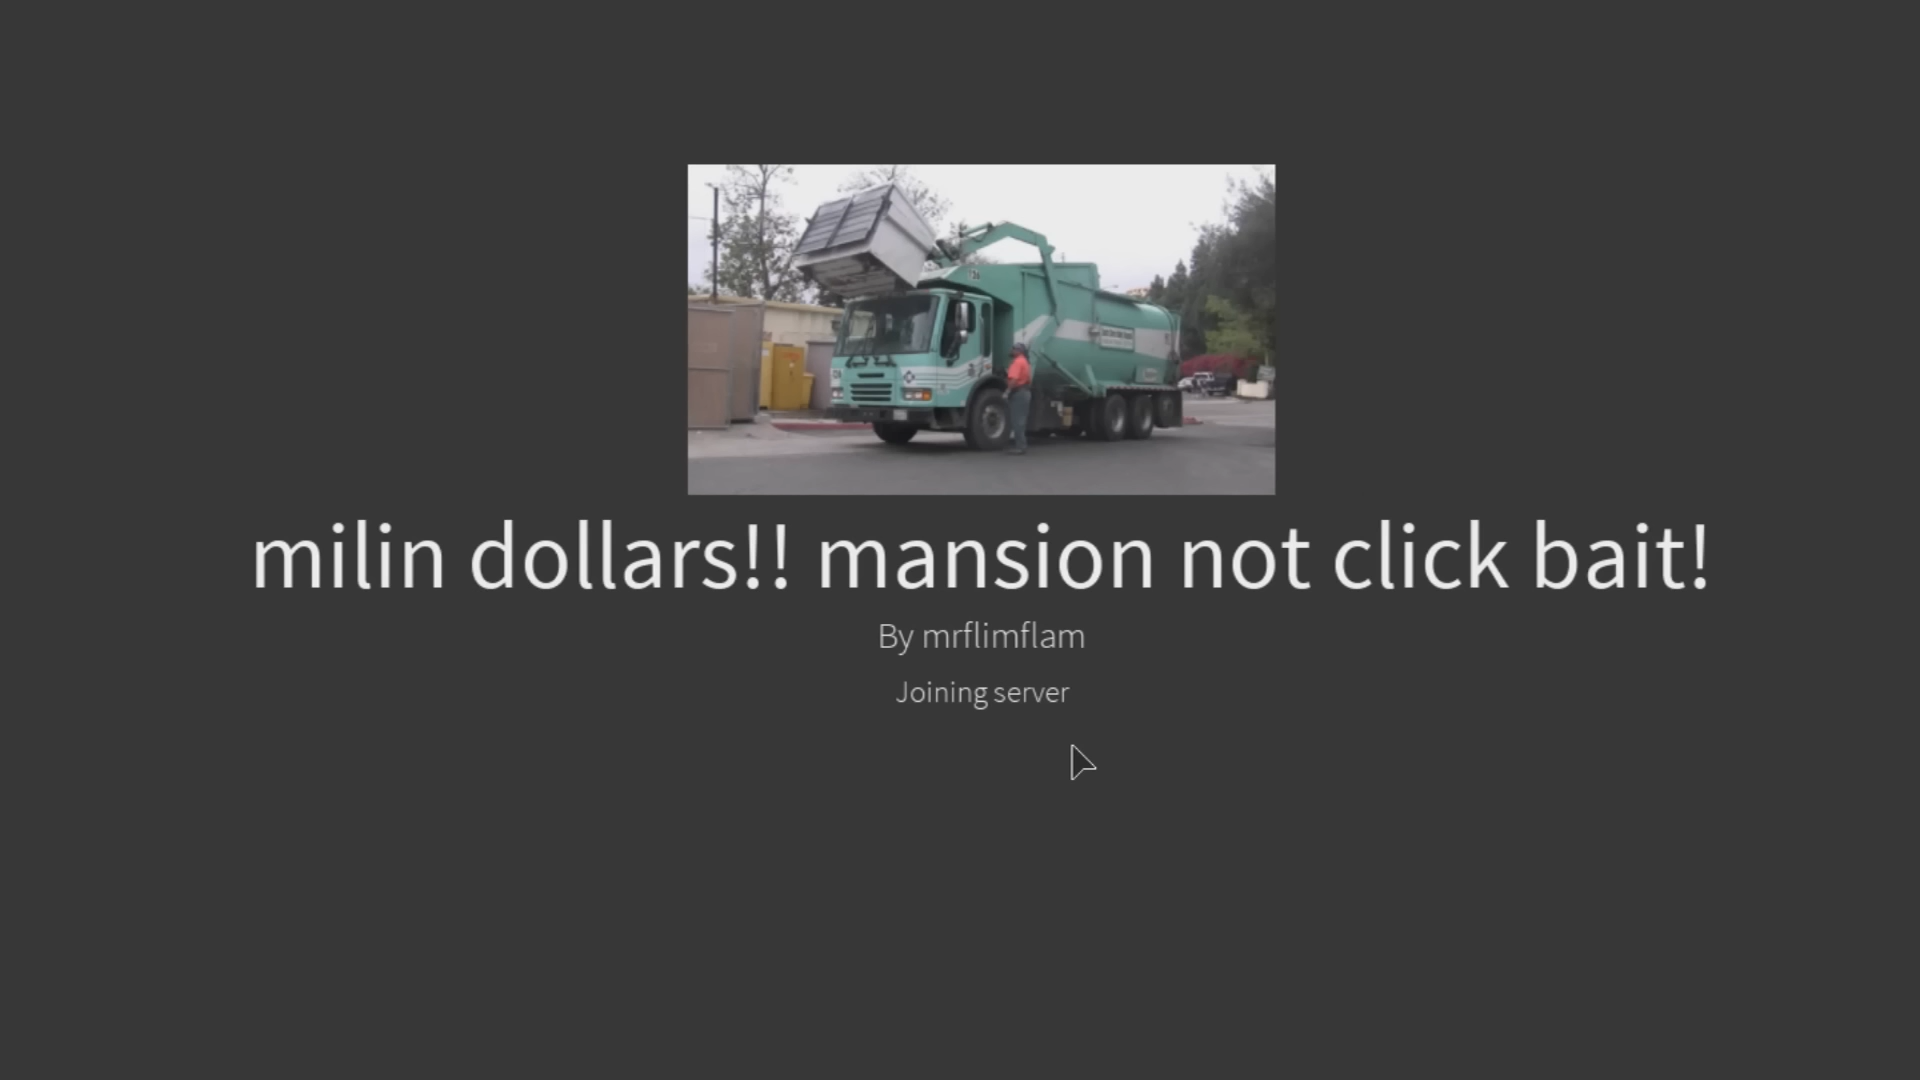 milin dollars!! mansion not click bait!
By mrflimflam
Joining server